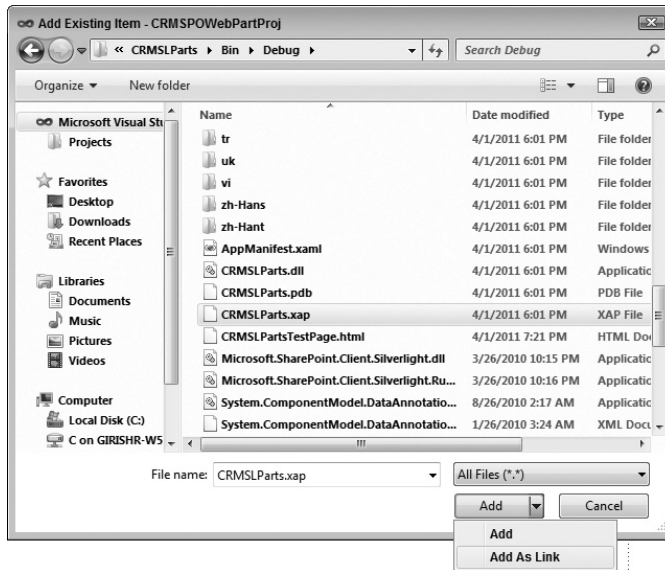 Add Existing Item - CRMSPOWebPartProj
« CRMSLParts ▸ Bin ▸ Debug ▸
Search Debug
Organize
New folder
Name
Date modified
Type
Microsoft Visual Stu
Projects
Favorites
Desktop
Downloads
Recent Places
Libraries
Documents
Music
Pictures
Videos
Computer
Local Disk (C:)
C on GIRISHR-W5
tr 4/1/2011 6:01 PM File folder
uk 4/1/2011 6:01 PM File folder
vi 4/1/2011 6:01 PM File folder
zh-Hans 4/1/2011 6:01 PM File folder
zh-Hant 4/1/2011 6:01 PM File folder
AppManifest.xaml 4/1/2011 6:01 PM Windows
CRMSLParts.dll 4/1/2011 6:01 PM Applicatic
CRMSLParts.pdb 4/1/2011 6:01 PM PDB File
CRMSLParts.xap 4/1/2011 6:01 PM XAP File
CRMSLPartsTestPage.html 4/1/2011 7:21 PM HTML Do
Microsoft.SharePoint.Client.Silverlight.dll 3/26/2010 10:15 PM Applicatic
Microsoft.SharePoint.Client.Silverlight.Ru... 3/26/2010 10:16 PM Applicatic
System.ComponentModel.DataAnnotatio... 8/26/2010 2:17 AM Applicatic
System.ComponentModel.DataAnnotatio... 1/26/2010 3:24 AM XML Docu
File name: CRMSLParts.xap
All Files (*.*)
Add
Cancel
Add
Add As Link